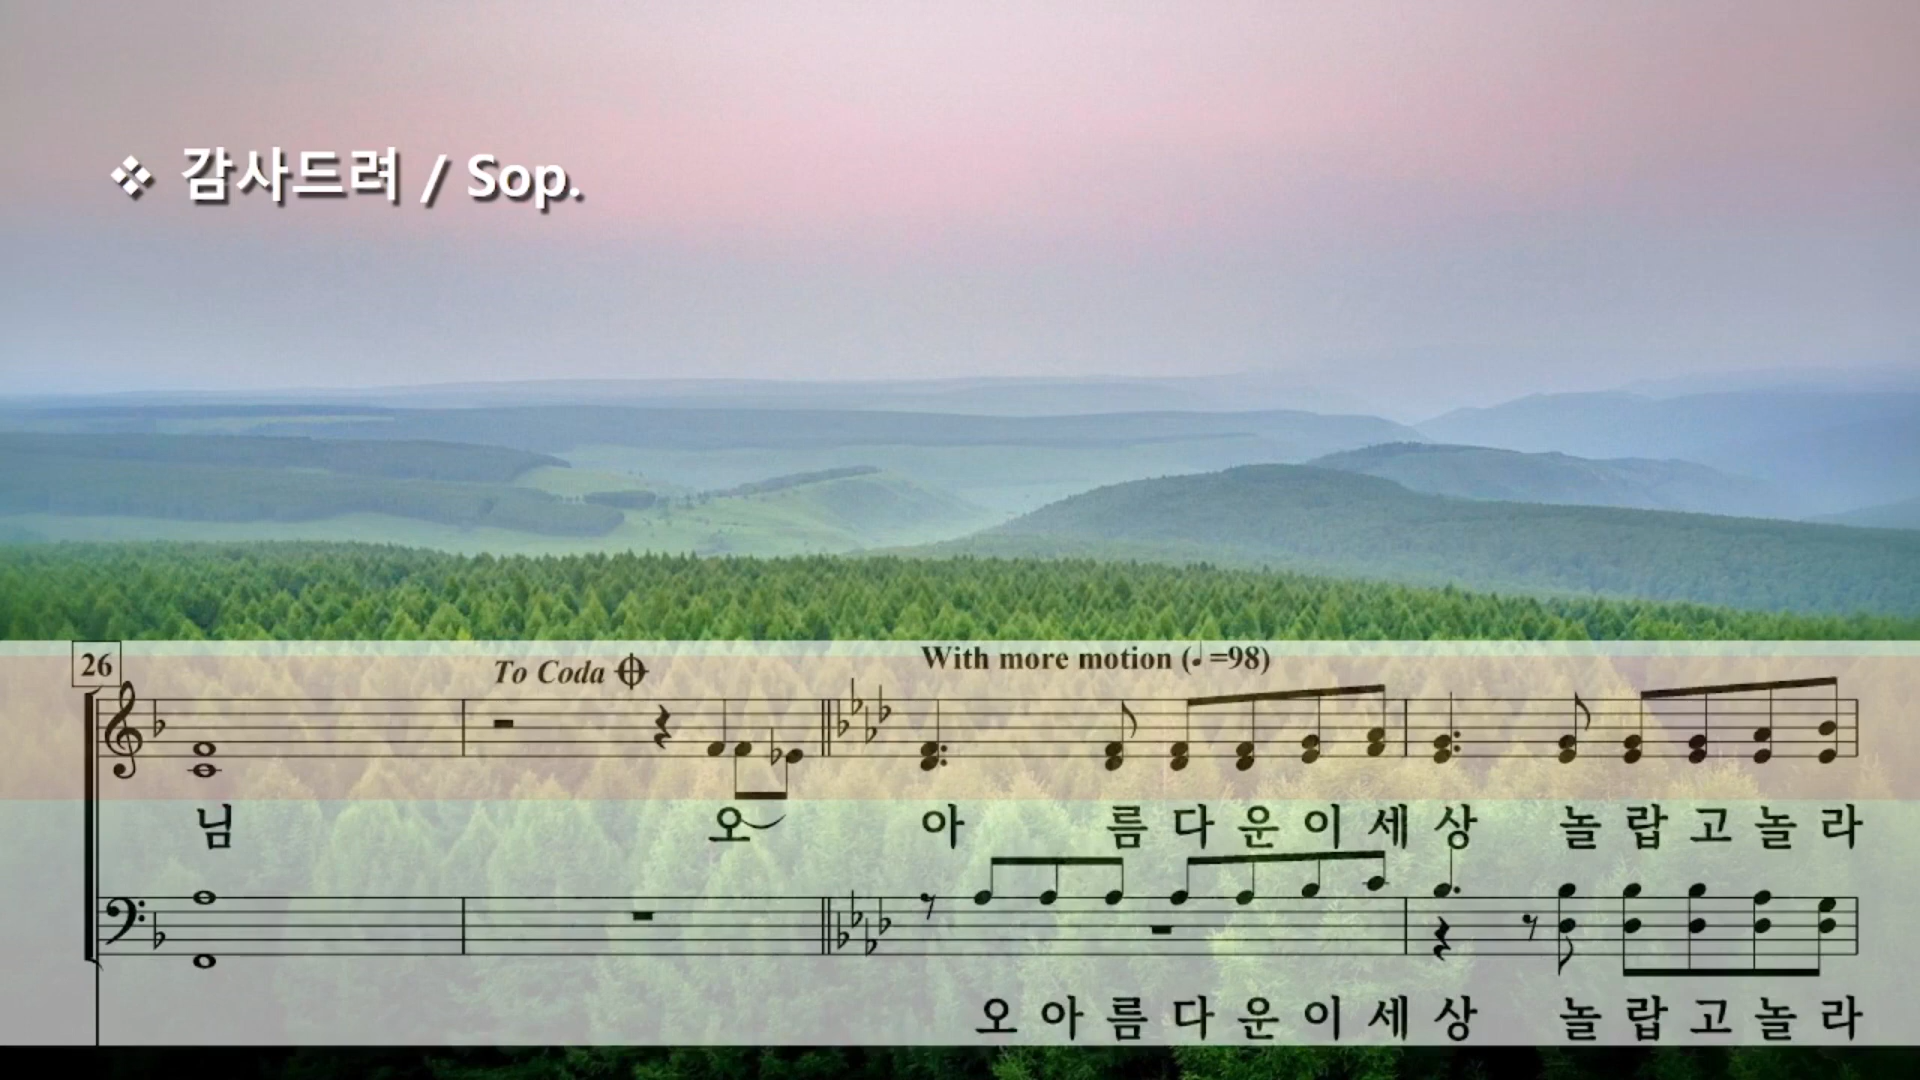 ❖ 감사드려 / Sop.
26
To Coda
With more motion (♩=98)
님 오 아 름 다 운 이 세 상 놀 랍 고 놀 라
오 아 름 다 운 이 세 상 놀 랍 고 놀 라